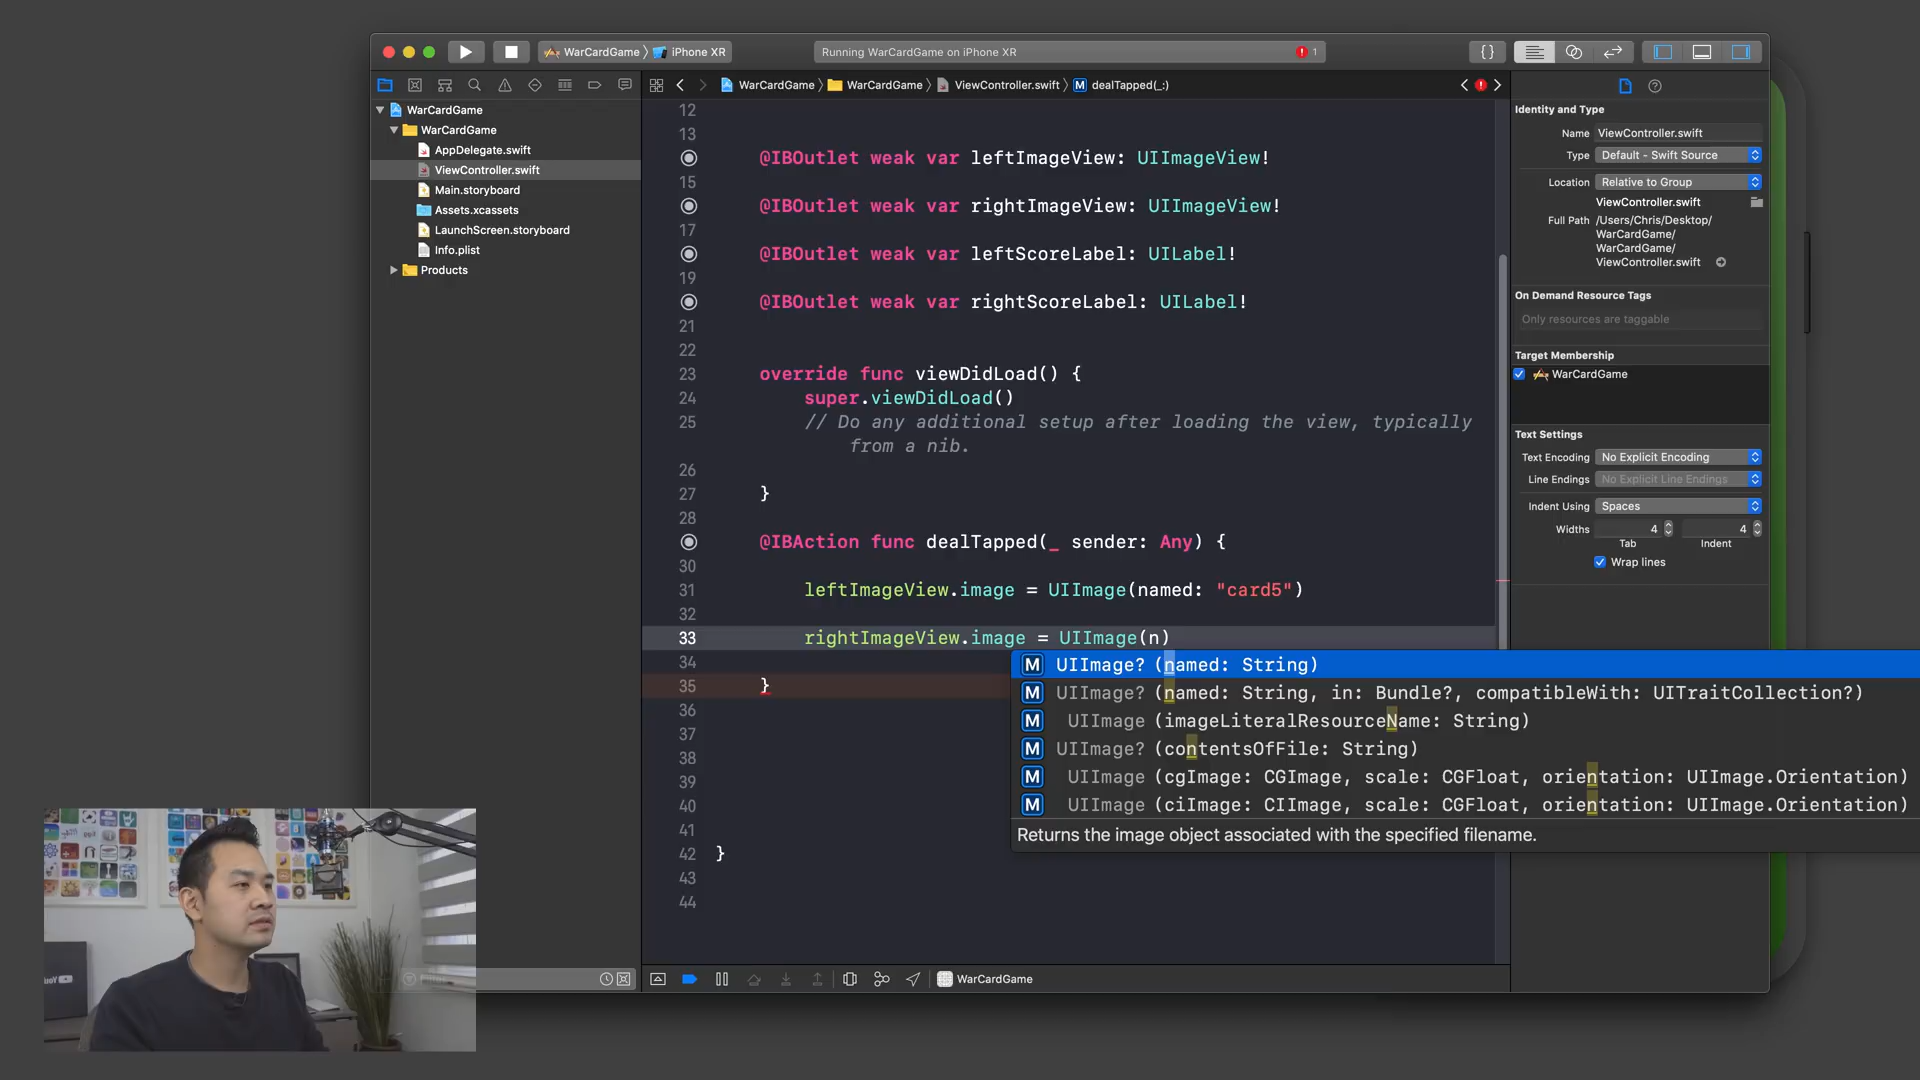 WarCardGame
iPhone XR
Running WarCardGame on iPhone XR
1
{ }
WarCardGame
WarCardGame
ViewController.swift
M dealTapped(_:)
WarCardGame
WarCardGame
AppDelegate.swift
ViewController.swift
Main.storyboard
Assets.xcassets
LaunchScreen.storyboard
Info.plist
Products
12
13
@IBOutlet weak var leftImageView: UIImageView!
15
@IBOutlet weak var rightImageView: UIImageView!
17
@IBOutlet weak var leftScoreLabel: UILabel!
19
@IBOutlet weak var rightScoreLabel: UILabel!
21
22
23 override func viewDidLoad() {
24 super.viewDidLoad()
25 // Do any additional setup after loading the view, typically
from a nib.
26
27 }
28
@IBAction func dealTapped(_ sender: Any) {
30
31 leftImageView.image = UIImage(named: "card5")
32
33 rightImageView.image = UIImage(n)
34
35 }
36
37
38
39
40
41
42 }
43
44
M UIImage? (named: String)
M UIImage? (named: String, in: Bundle?, compatibleWith: UITraitCollection?)
M UIImage (imageLiteralResourceName: String)
M UIImage? (contentsOfFile: String)
M UIImage (cgImage: CGImage, scale: CGFloat, orientation: UIImage.Orientation)
M UIImage (ciImage: CIImage, scale: CGFloat, orientation: UIImage.Orientation)
Returns the image object associated with the specified filename.
WarCardGame
Identity and Type
Name ViewController.swift
Type Default - Swift Source
Location Relative to Group
ViewController.swift
Full Path /Users/Chris/Desktop/
WarCardGame/
WarCardGame/
ViewController.swift
On Demand Resource Tags
Only resources are taggable
Target Membership
WarCardGame
Text Settings
Text Encoding No Explicit Encoding
Line Endings No Explicit Line Endings
Indent Using Spaces
Widths 4 4
Tab Indent
Wrap lines